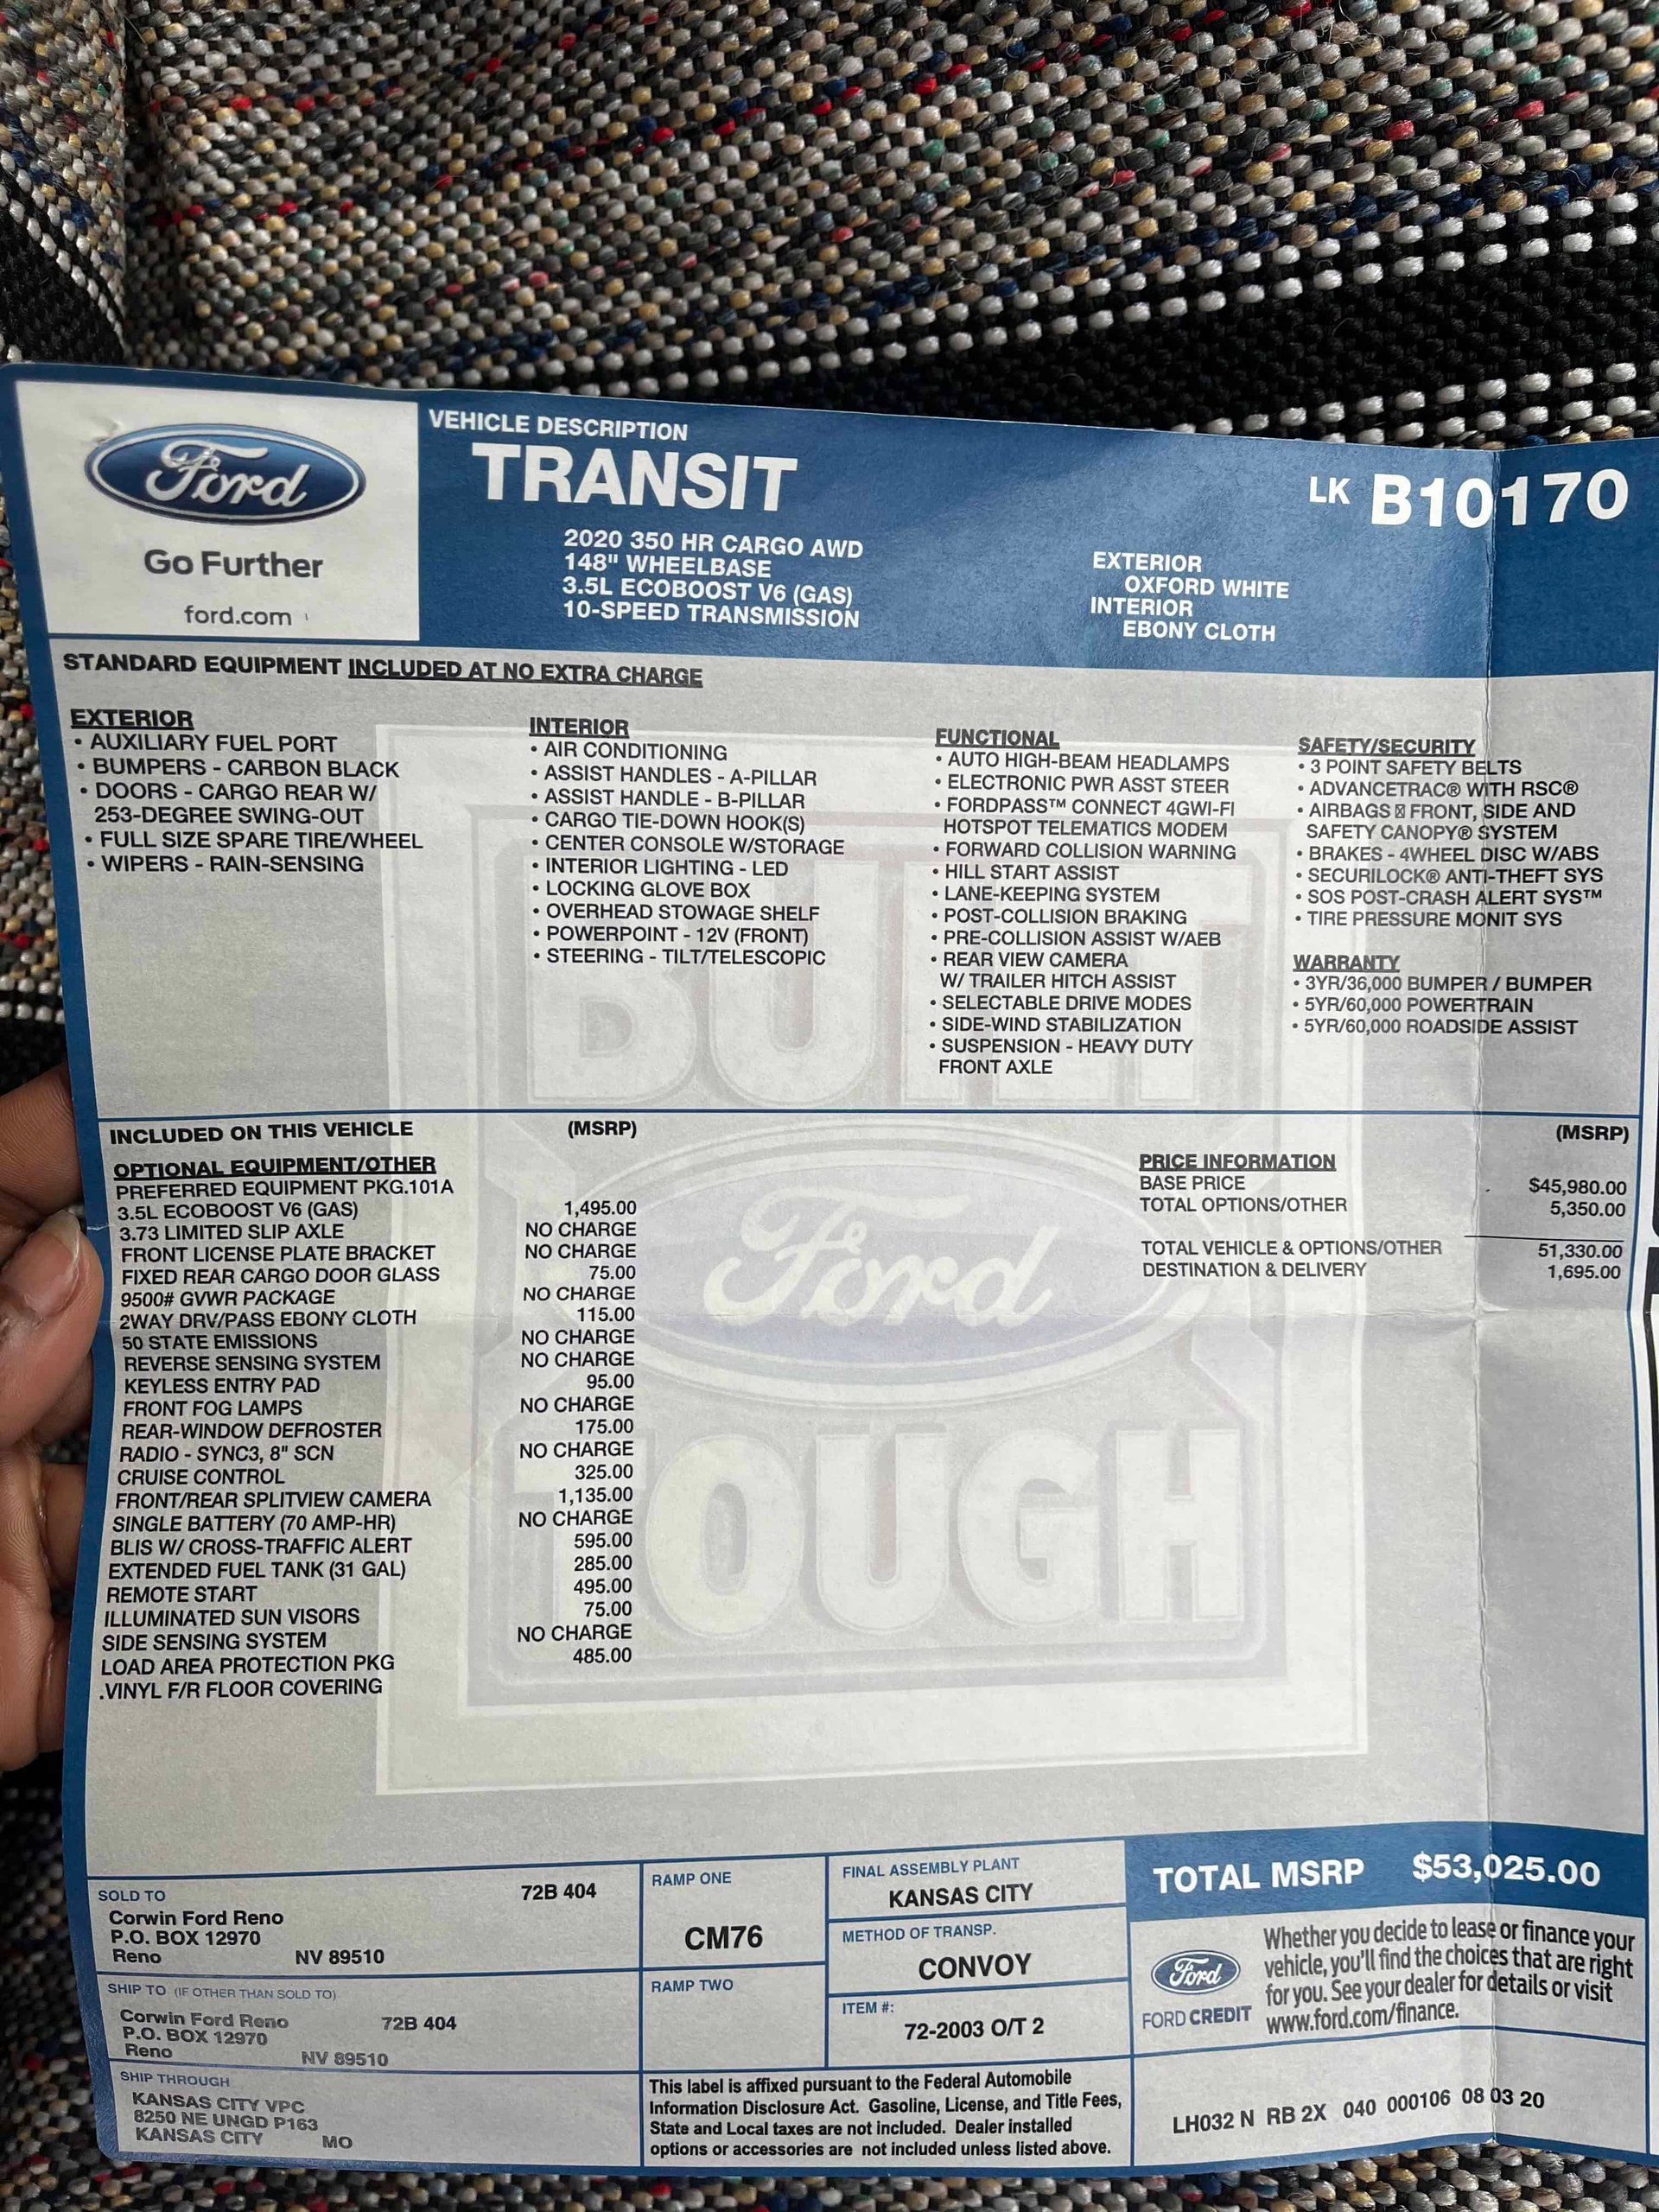 Ford
Go Further
ford.com
VEHICLE DESCRIPTION
TRANSIT
2020 350 HR CARGO AWD
148" WHEELBASE
3.5L ECOBOOST V6 (GAS)
10-SPEED TRANSMISSION
LK B10170
EXTERIOR
OXFORD WHITE
INTERIOR
EBONY CLOTH
STANDARD EQUIPMENT INCLUDED AT NO EXTRA CHARGE
EXTERIOR
• AUXILIARY FUEL PORT
• BUMPERS - CARBON BLACK
• DOORS - CARGO REAR W/
253-DEGREE SWING-OUT
• FULL SIZE SPARE TIRE/WHEEL
• WIPERS - RAIN-SENSING
INTERIOR
• AIR CONDITIONING
• ASSIST HANDLES - A-PILLAR
• ASSIST HANDLE - B-PILLAR
• CARGO TIE-DOWN HOOK(S)
• CENTER CONSOLE W/STORAGE
• INTERIOR LIGHTING - LED
• LOCKING GLOVE BOX
• OVERHEAD STOWAGE SHELF
• POWERPOINT - 12V (FRONT)
• STEERING - TILT/TELESCOPIC
FUNCTIONAL
• AUTO HIGH-BEAM HEADLAMPS
• ELECTRONIC PWR ASST STEER
• FORDPASS™ CONNECT 4GWI-FI
HOTSPOT TELEMATICS MODEM
• FORWARD COLLISION WARNING
• HILL START ASSIST
• LANE-KEEPING SYSTEM
• POST-COLLISION BRAKING
• PRE-COLLISION ASSIST W/AEB
• REAR VIEW CAMERA
W/ TRAILER HITCH ASSIST
• SELECTABLE DRIVE MODES
• SIDE-WIND STABILIZATION
• SUSPENSION - HEAVY DUTY
FRONT AXLE
SAFETY/SECURITY
• 3 POINT SAFETY BELTS
• ADVANCETRAC® WITH RSC®
• AIRBAGS FRONT, SIDE AND
SAFETY CANOPY® SYSTEM
• BRAKES - 4WHEEL DISC W/ABS
• SECURILOCK® ANTI-THEFT SYS
• SOS POST-CRASH ALERT SYS™
• TIRE PRESSURE MONIT SYS
WARRANTY
• 3YR/36,000 BUMPER / BUMPER
• 5YR/60,000 POWERTRAIN
• 5YR/60,000 ROADSIDE ASSIST
BUILT
Ford
TOUGH
INCLUDED ON THIS VEHICLE (MSRP)
OPTIONAL EQUIPMENT/OTHER
PREFERRED EQUIPMENT PKG.101A
3.5L ECOBOOST V6 (GAS) 1,495.00
3.73 LIMITED SLIP AXLE NO CHARGE
FRONT LICENSE PLATE BRACKET NO CHARGE
FIXED REAR CARGO DOOR GLASS 75.00
9500# GVWR PACKAGE NO CHARGE
2WAY DRV/PASS EBONY CLOTH 115.00
50 STATE EMISSIONS NO CHARGE
REVERSE SENSING SYSTEM NO CHARGE
KEYLESS ENTRY PAD 95.00
FRONT FOG LAMPS NO CHARGE
REAR-WINDOW DEFROSTER 175.00
RADIO - SYNC3, 8" SCN NO CHARGE
CRUISE CONTROL 325.00
FRONT/REAR SPLITVIEW CAMERA 1,135.00
SINGLE BATTERY (70 AMP-HR) NO CHARGE
BLIS W/ CROSS-TRAFFIC ALERT 595.00
EXTENDED FUEL TANK (31 GAL) 285.00
REMOTE START 495.00
ILLUMINATED SUN VISORS 75.00
SIDE SENSING SYSTEM NO CHARGE
LOAD AREA PROTECTION PKG 485.00
.VINYL F/R FLOOR COVERING
(MSRP)
PRICE INFORMATION
BASE PRICE $45,980.00
TOTAL OPTIONS/OTHER 5,350.00
TOTAL VEHICLE & OPTIONS/OTHER 51,330.00
DESTINATION & DELIVERY 1,695.00
SOLD TO 72B 404
Corwin Ford Reno
P.O. BOX 12970
Reno NV 89510
SHIP TO (IF OTHER THAN SOLD TO)
Corwin Ford Reno 72B 404
P.O. BOX 12970
Reno NV 89510
SHIP THROUGH
KANSAS CITY VPC
8250 NE UNGD P163
KANSAS CITY MO
RAMP ONE
CM76
RAMP TWO
FINAL ASSEMBLY PLANT
KANSAS CITY
METHOD OF TRANSP.
CONVOY
ITEM #:
72-2003 O/T 2
This label is affixed pursuant to the Federal Automobile
Information Disclosure Act. Gasoline, License, and Title Fees,
State and Local taxes are not included. Dealer installed
options or accessories are not included unless listed above.
TOTAL MSRP $53,025.00
Ford
FORD CREDIT
Whether you decide to lease or finance your
vehicle, you'll find the choices that are right
for you. See your dealer for details or visit
www.ford.com/finance.
LH032 N RB 2X 040 000106 08 03 20